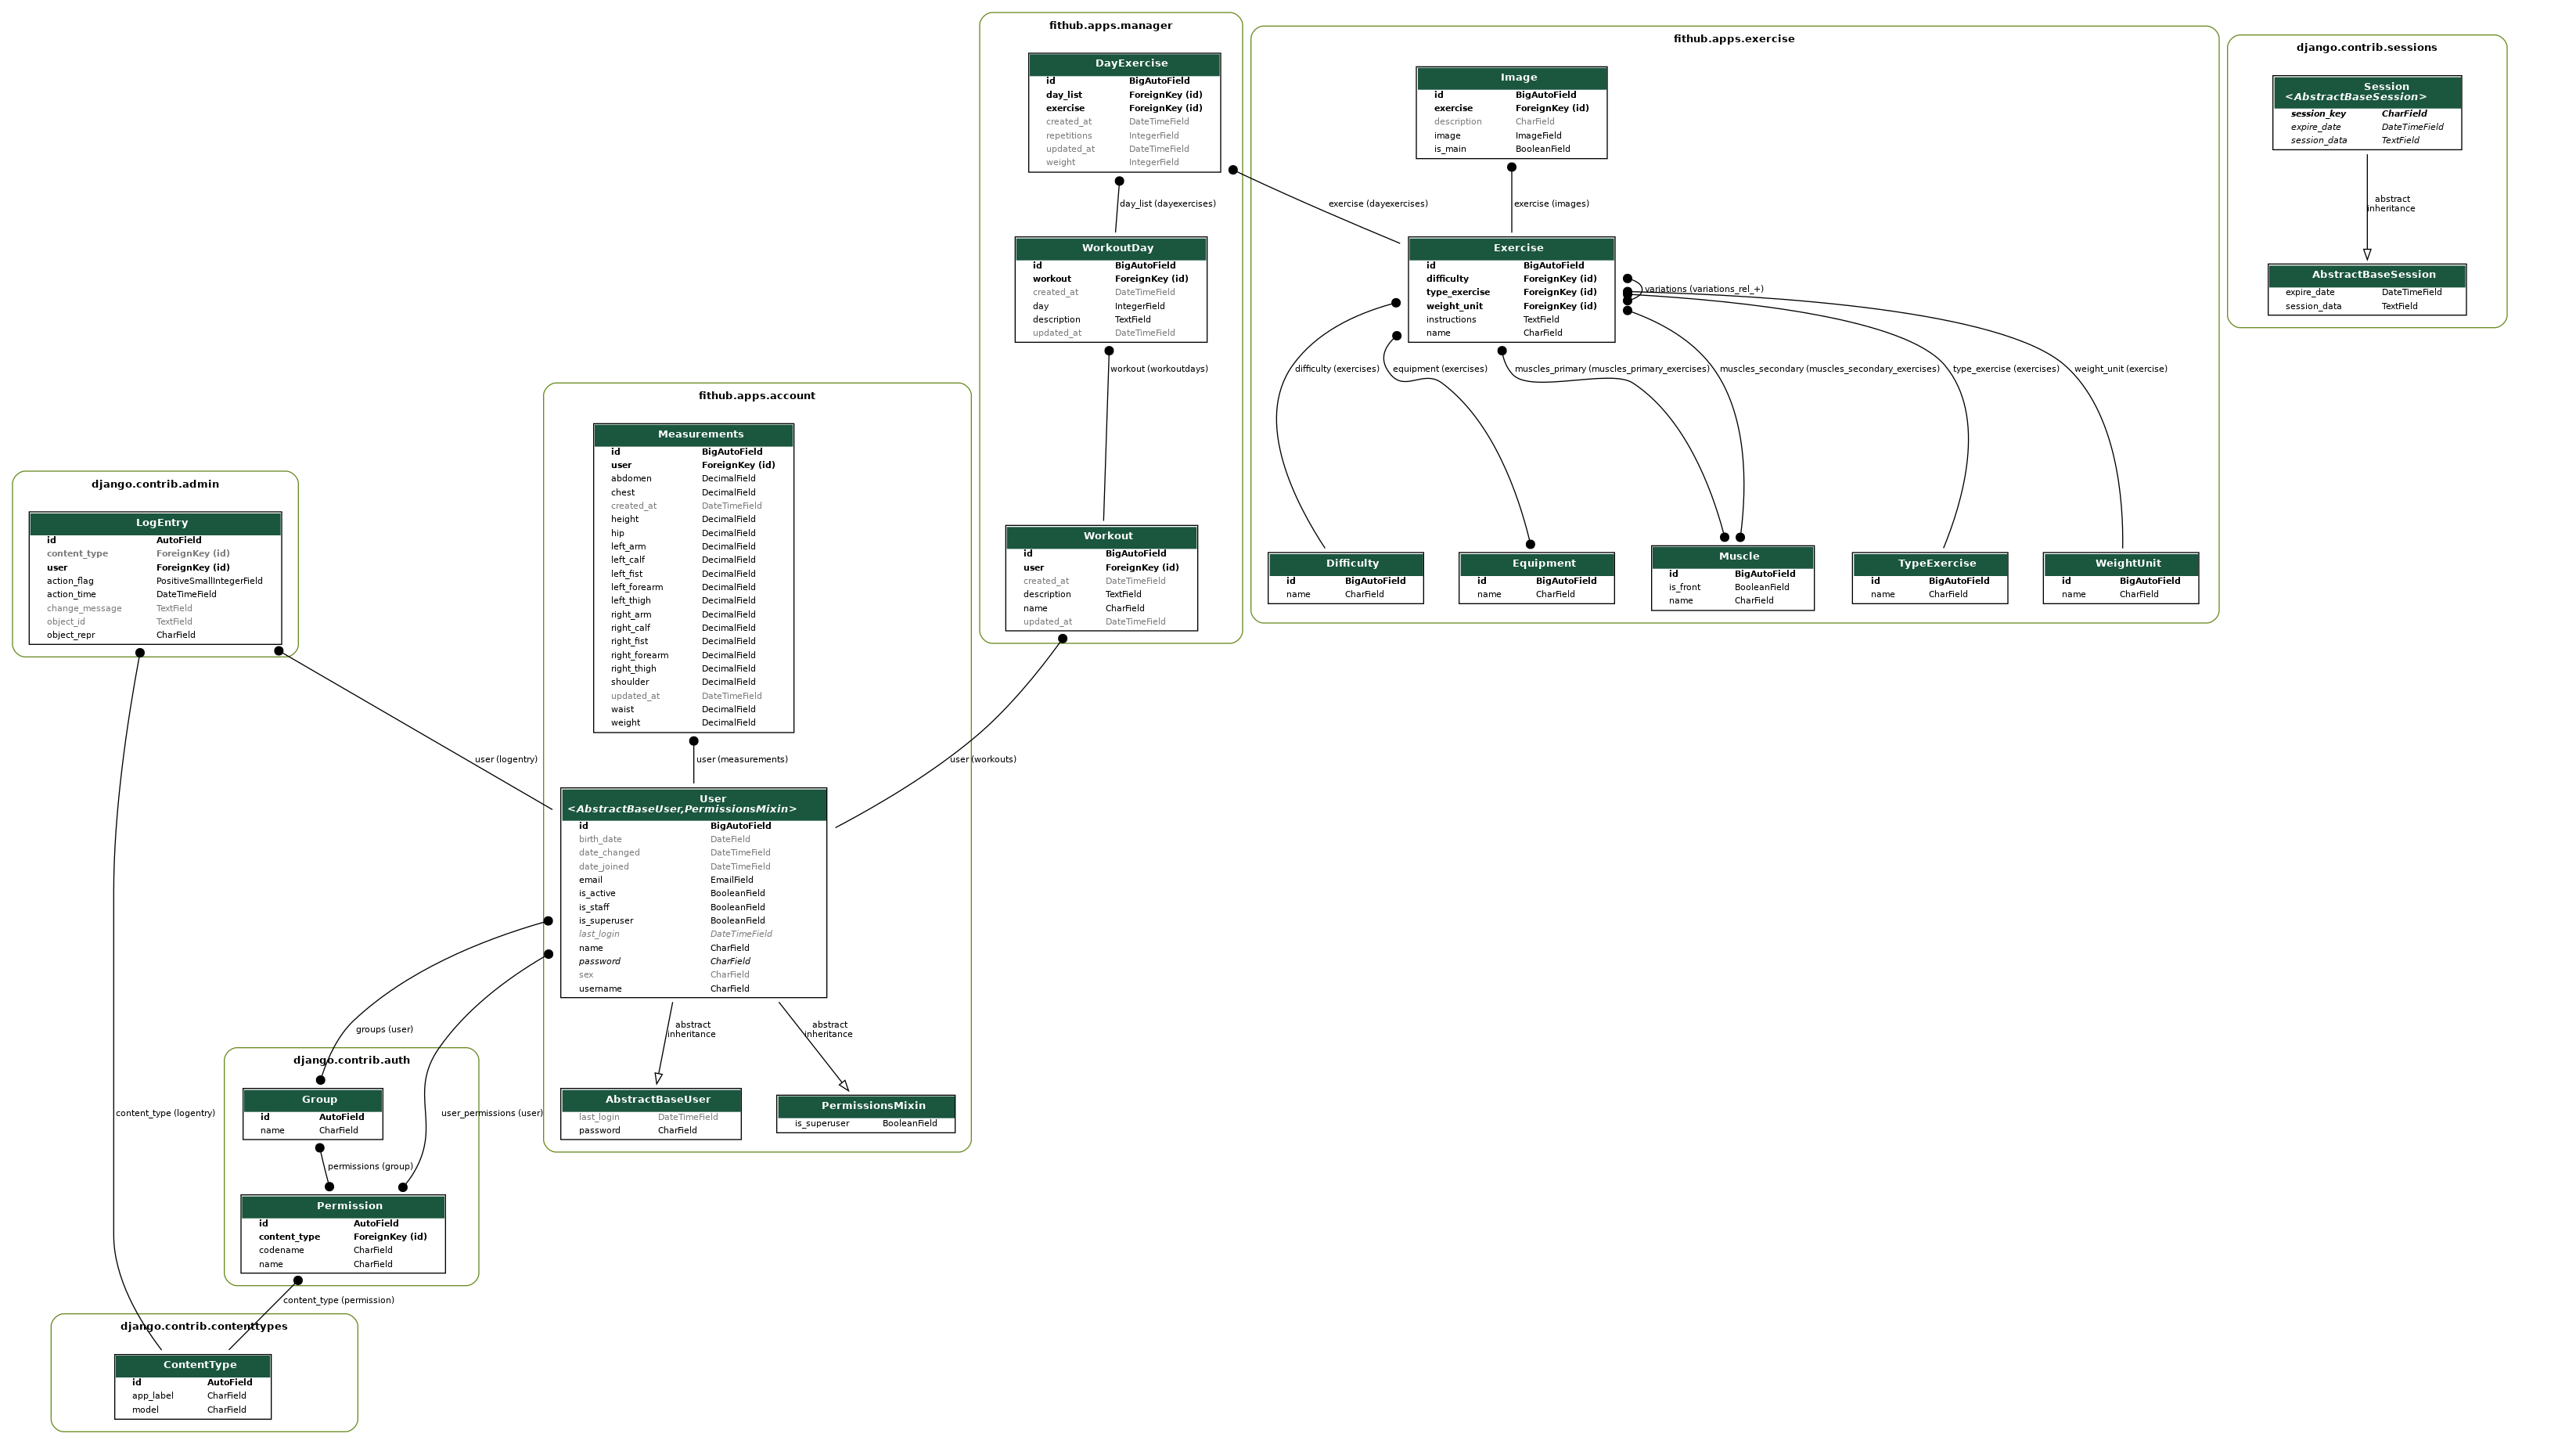 fithub.apps.manager
DayExercise
id BigAutoField
day_list ForeignKey (id)
exercise ForeignKey (id)
created_at DateTimeField
repetitions IntegerField
updated_at DateTimeField
weight IntegerField
day_list (dayexercises)
WorkoutDay
id BigAutoField
workout ForeignKey (id)
created_at DateTimeField
day IntegerField
description TextField
updated_at DateTimeField
workout (workoutdays)
Workout
id BigAutoField
user ForeignKey (id)
created_at DateTimeField
description TextField
name CharField
updated_at DateTimeField
user (workouts)
fithub.apps.exercise
Image
id BigAutoField
exercise ForeignKey (id)
description CharField
image ImageField
is_main BooleanField
exercise (dayexercises)
exercise (images)
Exercise
id BigAutoField
difficulty ForeignKey (id)
type_exercise ForeignKey (id)
weight_unit ForeignKey (id)
instructions TextField
name CharField
variations (variations_rel_+)
difficulty (exercises)
equipment (exercises)
muscles_primary (muscles_primary_exercises)
muscles_secondary (muscles_secondary_exercises)
type_exercise (exercises)
weight_unit (exercise)
Difficulty
id BigAutoField
name CharField
Equipment
id BigAutoField
name CharField
Muscle
id BigAutoField
is_front BooleanField
name CharField
TypeExercise
id BigAutoField
name CharField
WeightUnit
id BigAutoField
name CharField
django.contrib.sessions
Session
<AbstractBaseSession>
session_key CharField
expire_date DateTimeField
session_data TextField
abstract
inheritance
AbstractBaseSession
expire_date DateTimeField
session_data TextField
fithub.apps.account
Measurements
id BigAutoField
user ForeignKey (id)
abdomen DecimalField
chest DecimalField
created_at DateTimeField
height DecimalField
hip DecimalField
left_arm DecimalField
left_calf DecimalField
left_fist DecimalField
left_forearm DecimalField
left_thigh DecimalField
right_arm DecimalField
right_calf DecimalField
right_fist DecimalField
right_forearm DecimalField
right_thigh DecimalField
shoulder DecimalField
updated_at DateTimeField
waist DecimalField
weight DecimalField
user (measurements)
User
<AbstractBaseUser,PermissionsMixin>
id BigAutoField
birth_date DateField
date_changed DateTimeField
date_joined DateTimeField
email EmailField
is_active BooleanField
is_staff BooleanField
is_superuser BooleanField
last_login DateTimeField
name CharField
password CharField
sex CharField
username CharField
abstract
inheritance
abstract
inheritance
AbstractBaseUser
last_login DateTimeField
password CharField
PermissionsMixin
is_superuser BooleanField
django.contrib.admin
LogEntry
id AutoField
content_type ForeignKey (id)
user ForeignKey (id)
action_flag PositiveSmallIntegerField
action_time DateTimeField
change_message TextField
object_id TextField
object_repr CharField
user (logentry)
content_type (logentry)
groups (user)
user_permissions (user)
django.contrib.auth
Group
id AutoField
name CharField
permissions (group)
Permission
id AutoField
content_type ForeignKey (id)
codename CharField
name CharField
content_type (permission)
django.contrib.contenttypes
ContentType
id AutoField
app_label CharField
model CharField